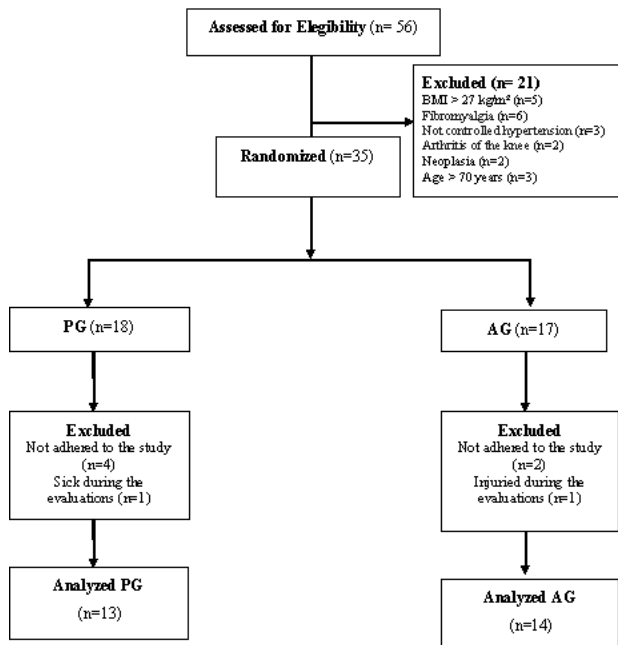 Assessed for Elegibility (n= 56)
Excluded (n= 21)
BMI > 27 kg/m² (n=5)
Fibromyalgia (n=6)
Not controlled hypertension (n=3)
Arthritis of the knee (n=2)
Neoplasia (n=2)
Age > 70 years (n=3)
Randomized (n=35)
PG (n=18)
AG (n=17)
Excluded
Not adhered to the study
(n=4)
Sick during the
evaluations (n=1)
Excluded
Not adhered to the study
(n=2)
Injuried during the
evaluations (n=1)
Analyzed PG
(n=13)
Analyzed AG
(n=14)